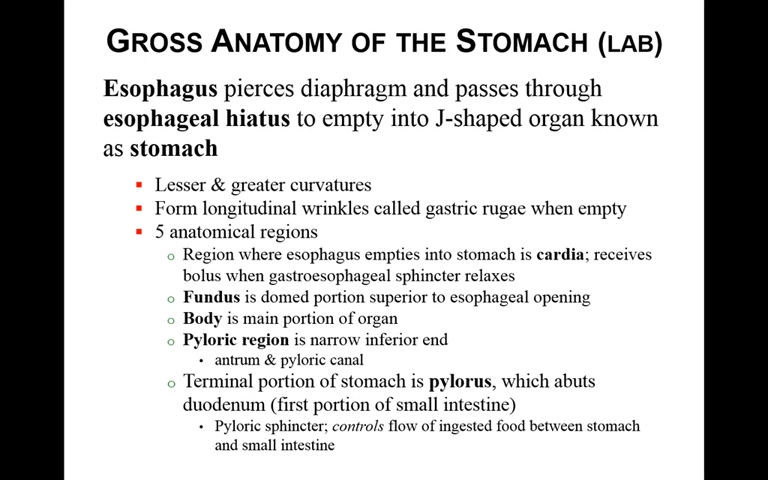 GROSS ANATOMY OF THE STOMACH (LAB)
Esophagus pierces diaphragm and passes through
esophageal hiatus to empty into J-shaped organ known
as stomach
▪ Lesser & greater curvatures
▪ Form longitudinal wrinkles called gastric rugae when empty
▪ 5 anatomical regions
o Region where esophagus empties into stomach is cardia; receives
bolus when gastroesophageal sphincter relaxes
o Fundus is domed portion superior to esophageal opening
o Body is main portion of organ
o Pyloric region is narrow inferior end
• antrum & pyloric canal
o Terminal portion of stomach is pylorus, which abuts
duodenum (first portion of small intestine)
• Pyloric sphincter; controls flow of ingested food between stomach
and small intestine